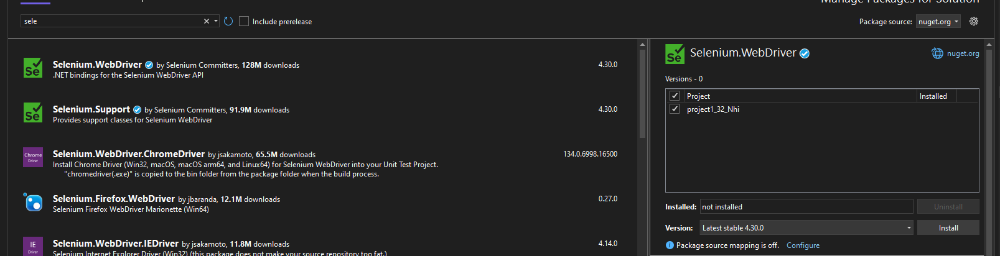 Manage Packages for Solution
sele
Include prerelease
Package source: nuget.org
Selenium.WebDriver by Selenium Committers, 128M downloads 4.30.0
.NET bindings for the Selenium WebDriver API
Selenium.Support by Selenium Committers, 91.9M downloads 4.30.0
Provides support classes for Selenium WebDriver
Chrome Driver
Selenium.WebDriver.ChromeDriver by jsakamoto, 65.5M downloads 134.0.6998.16500
Install Chrome Driver (Win32, macOS, macOS arm64, and Linux64) for Selenium WebDriver into your Unit Test Project.
"chromedriver(.exe)" is copied to the bin folder from the package folder when the build process.
Selenium.Firefox.WebDriver by jbaranda, 12.1M downloads 0.27.0
Selenium Firefox WebDriver Marionette (Win64)
IE Driver
Selenium.WebDriver.IEDriver by jsakamoto, 11.8M downloads 4.14.0
Selenium Internet Explorer Driver (Win32) (this package does not make your source repository too fat.)
Se
Se
Se
Selenium.WebDriver
nuget.org
Versions - 0
Project Installed
project1_32_Nhi
Installed: not installed Uninstall
Version: Latest stable 4.30.0 Install
Package source mapping is off. Configure